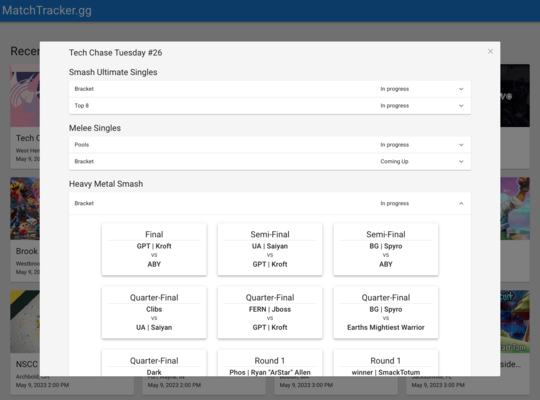 MatchTracker.gg
Recen
Tech Chase Tuesday #26
×
Smash Ultimate Singles
Bracket In progress
Top 8 In progress
Melee Singles
Pools In progress
Bracket Coming Up
Heavy Metal Smash
Bracket In progress
Final
GPT | Kroft
vs
ABY
Semi-Final
UA | Saiyan
vs
GPT | Kroft
Semi-Final
BG | Spyro
vs
ABY
Quarter-Final
Clibs
vs
UA | Saiyan
Quarter-Final
FERN | Jboss
vs
GPT | Kroft
Quarter-Final
BG | Spyro
vs
Earths Mightiest Warrior
Quarter-Final
Dark
Round 1
Phos | Ryan "ArStar" Allen
Round 1
winner | SmackTotum
Tech C
West Hen
May 9, 20
Brook
Westbroo
May 9, 20
NSCC
May 9, 2023 2:00 PM
May 9, 2023 2:00 PM
May 9, 2023 3:00 PM
May 9, 2023 3:00 PM
side...